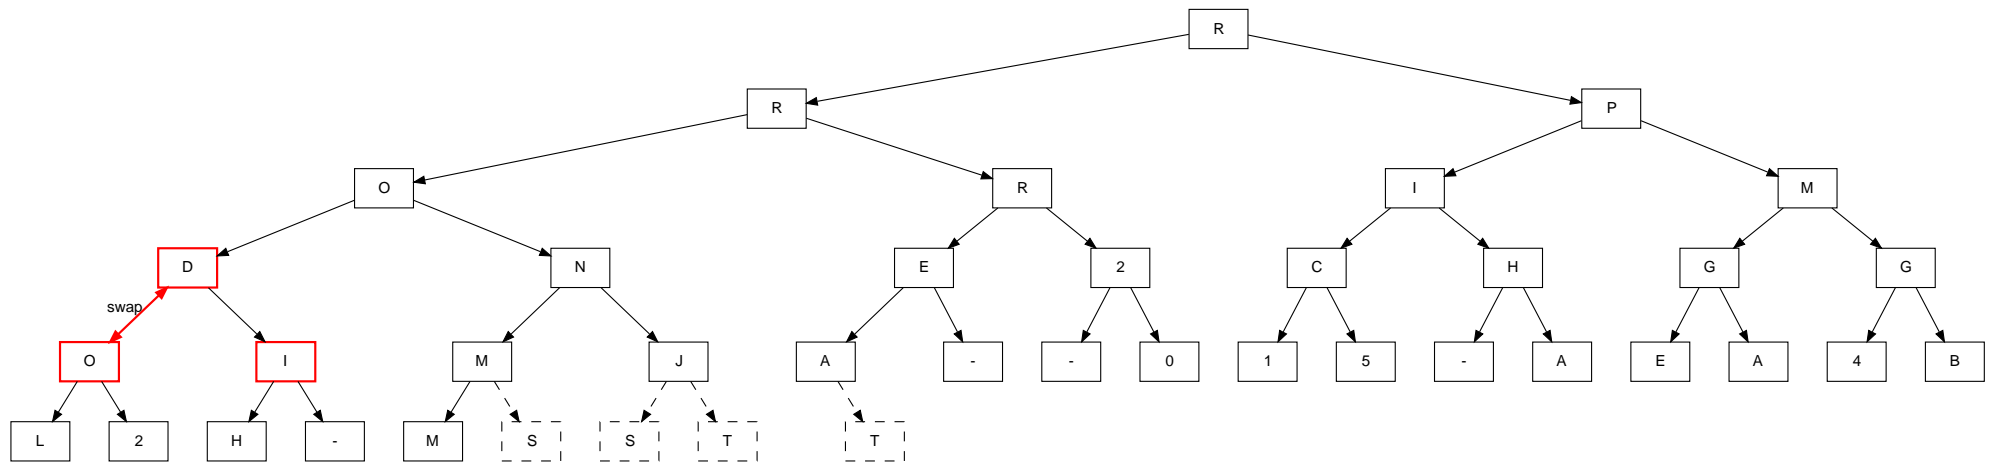 R
R P
O R I M
D N E 2 C H G G
swap
O I M J A - - 0 1 5 - A E A 4 B
L 2 H - M S S T T